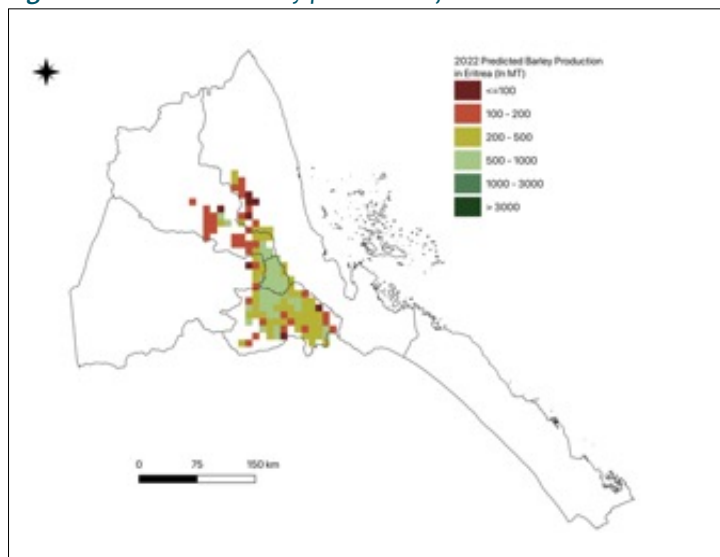 2022 Predicted Barley Production
in Eritrea (In MT)
<=100
100 - 200
200 - 500
500 - 1000
1000 - 3000
> 3000
0 75 150 km